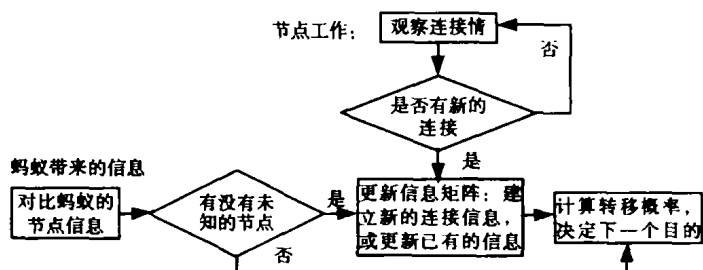 节点工作：
观察连接情
否
是否有新的
连接
是
蚂蚁带来的信息
对比蚂蚁的
节点信息
有没有未
知的节点
是
否
更新信息矩阵：建
立新的连接信息，
或更新已有的信息
计算转移概率，
决定下一个目的